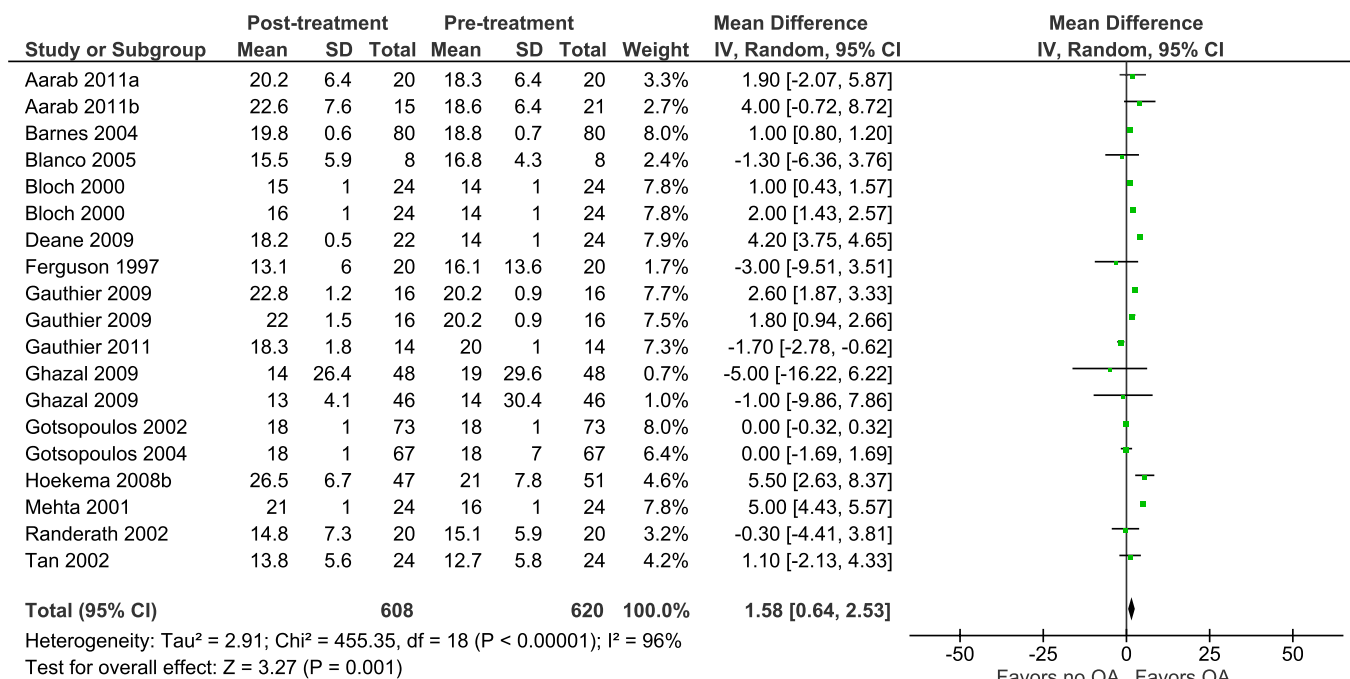 Post-treatment Pre-treatment Mean Difference Mean Difference
Study or Subgroup Mean SD Total Mean SD Total Weight IV, Random, 95% CI IV, Random, 95% CI
Aarab 2011a 20.2 6.4 20 18.3 6.4 20 3.3% 1.90 [-2.07, 5.87]
Aarab 2011b 22.6 7.6 15 18.6 6.4 21 2.7% 4.00 [-0.72, 8.72]
Barnes 2004 19.8 0.6 80 18.8 0.7 80 8.0% 1.00 [0.80, 1.20]
Blanco 2005 15.5 5.9 8 16.8 4.3 8 2.4% -1.30 [-6.36, 3.76]
Bloch 2000 15 1 24 14 1 24 7.8% 1.00 [0.43, 1.57]
Bloch 2000 16 1 24 14 1 24 7.8% 2.00 [1.43, 2.57]
Deane 2009 18.2 0.5 22 14 1 24 7.9% 4.20 [3.75, 4.65]
Ferguson 1997 13.1 6 20 16.1 13.6 20 1.7% -3.00 [-9.51, 3.51]
Gauthier 2009 22.8 1.2 16 20.2 0.9 16 7.7% 2.60 [1.87, 3.33]
Gauthier 2009 22 1.5 16 20.2 0.9 16 7.5% 1.80 [0.94, 2.66]
Gauthier 2011 18.3 1.8 14 20 1 14 7.3% -1.70 [-2.78, -0.62]
Ghazal 2009 14 26.4 48 19 29.6 48 0.7% -5.00 [-16.22, 6.22]
Ghazal 2009 13 4.1 46 14 30.4 46 1.0% -1.00 [-9.86, 7.86]
Gotsopoulos 2002 18 1 73 18 1 73 8.0% 0.00 [-0.32, 0.32]
Gotsopoulos 2004 18 1 67 18 7 67 6.4% 0.00 [-1.69, 1.69]
Hoekema 2008b 26.5 6.7 47 21 7.8 51 4.6% 5.50 [2.63, 8.37]
Mehta 2001 21 1 24 16 1 24 7.8% 5.00 [4.43, 5.57]
Randerath 2002 14.8 7.3 20 15.1 5.9 20 3.2% -0.30 [-4.41, 3.81]
Tan 2002 13.8 5.6 24 12.7 5.8 24 4.2% 1.10 [-2.13, 4.33]
Total (95% CI) 608 620 100.0% 1.58 [0.64, 2.53]
Heterogeneity: Tau² = 2.91; Chi² = 455.35, df = 18 (P < 0.00001); I² = 96%
Test for overall effect: Z = 3.27 (P = 0.001)
-50 -25 0 25 50
Favors no OA Favors OA